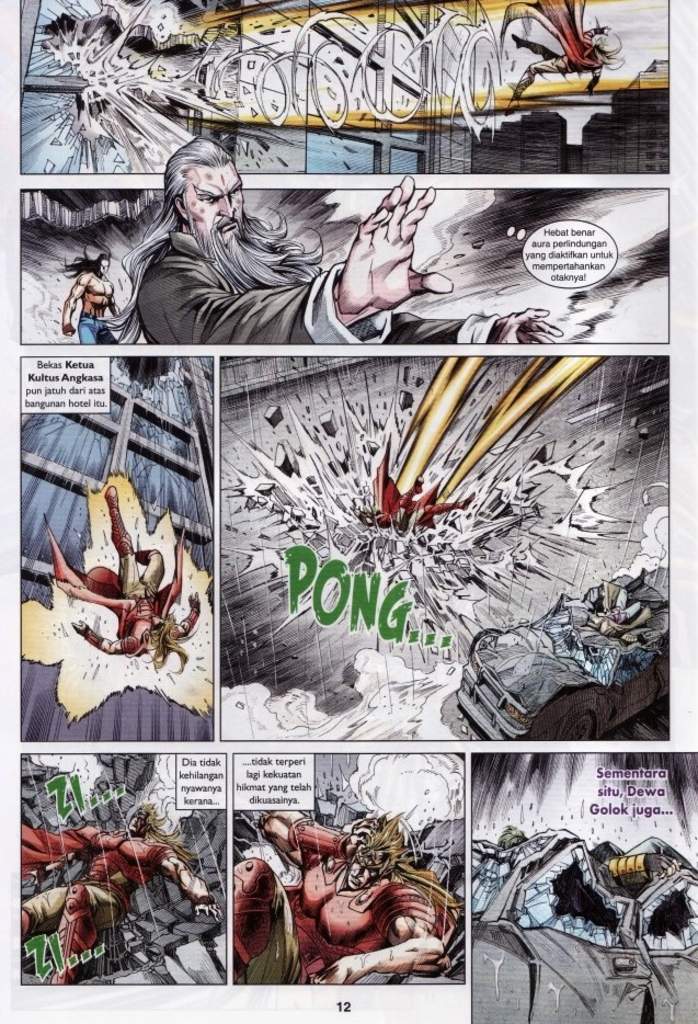 Hebat benar
aura perlindungan
yang diaktifkan untuk
mempertahankan
otaknya!
Bekas Ketua
Kultus Angkasa
pun jatuh dari atas
bangunan hotel itu.
PONG...
ZI...
ZI...
Dia tidak
kehilangan
nyawanya
kerana...
....tidak terperi
lagi kekuatan
hikmat yang telah
dikuasainya.
Sementara
situ, Dewa
Golok juga...
12